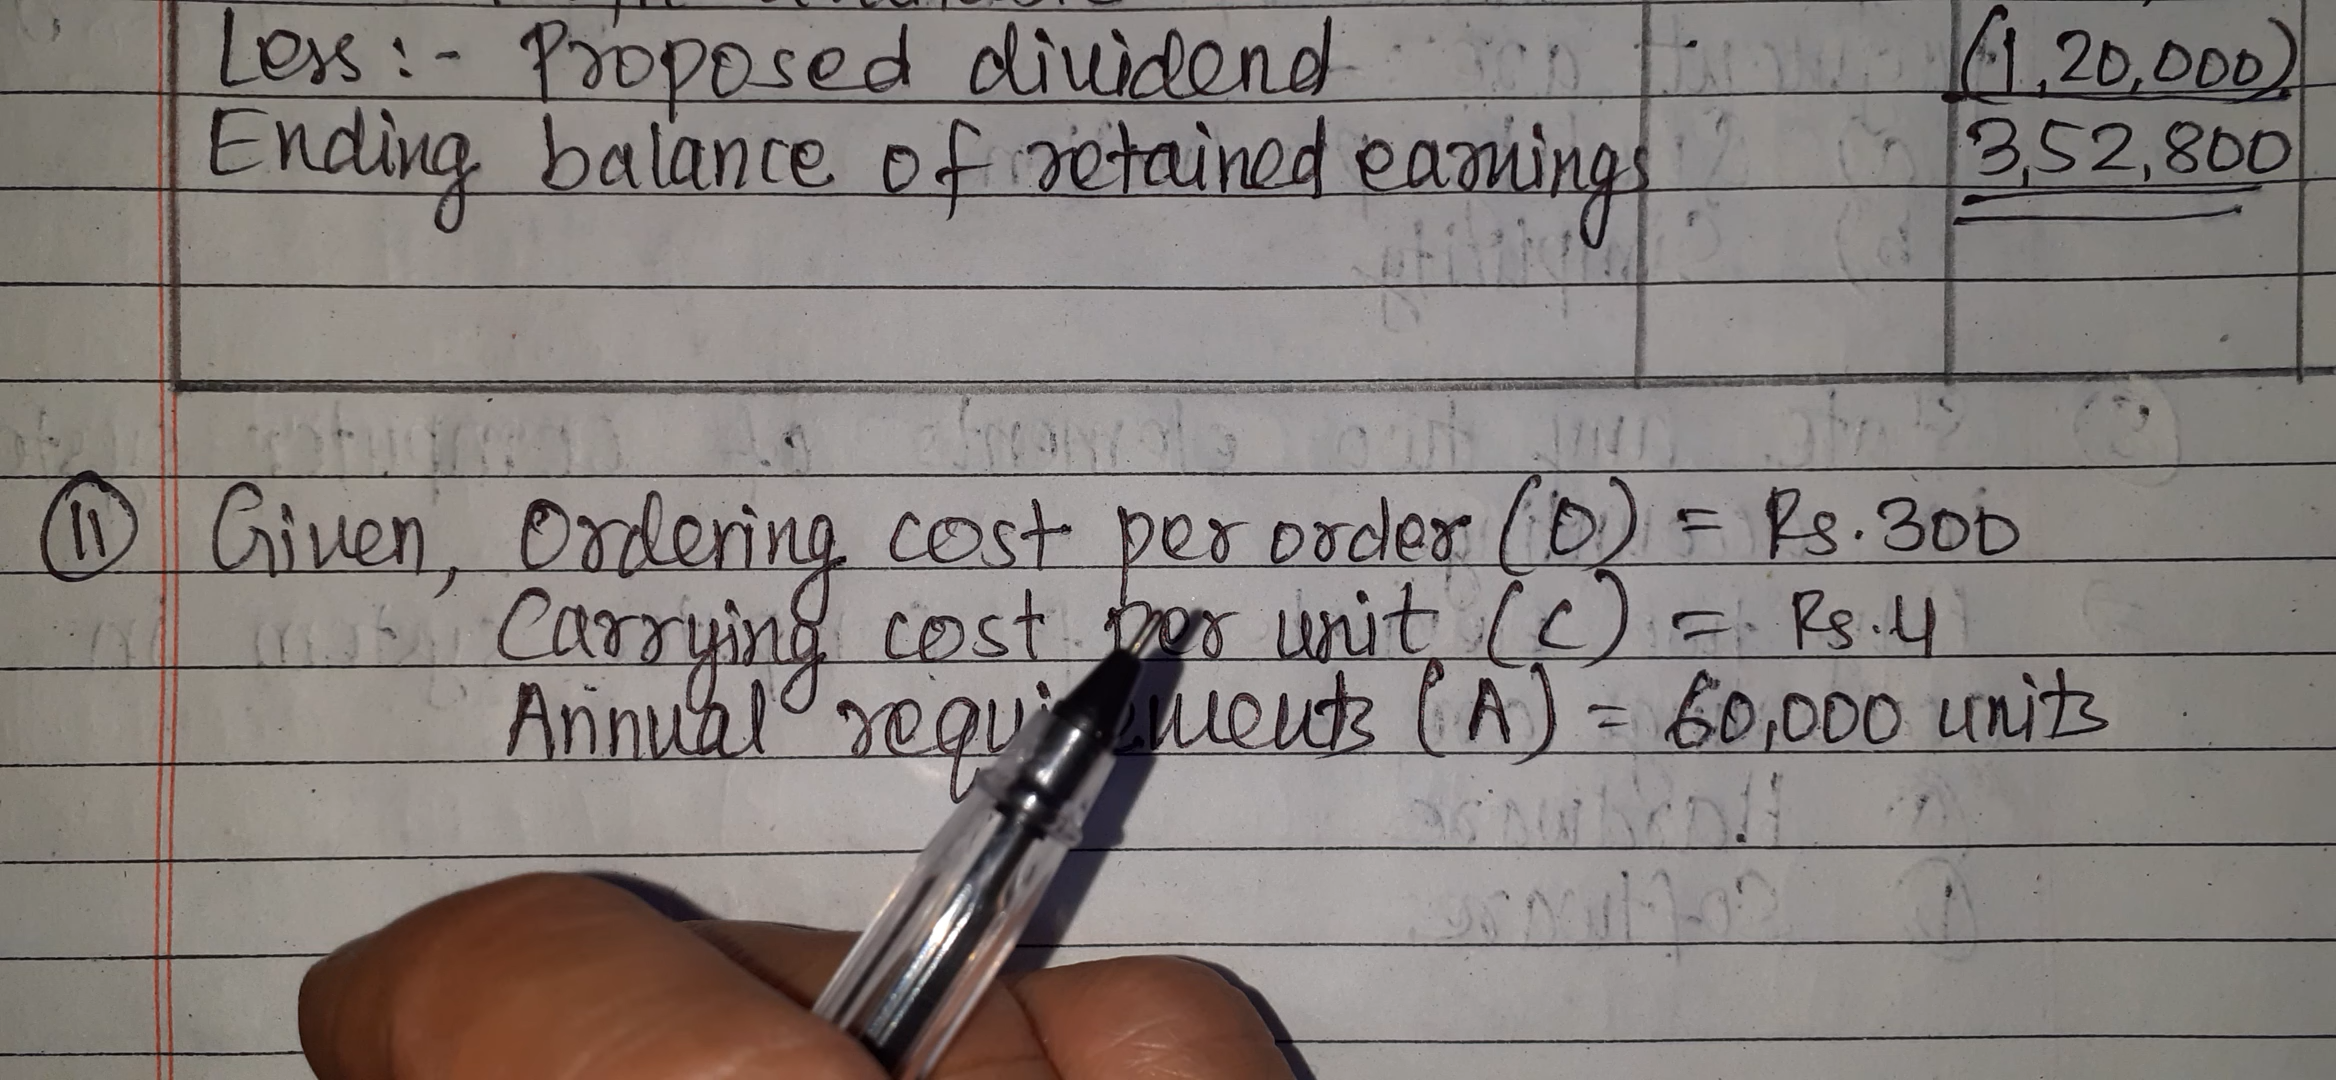 Less :- Proposed dividend (1,20,000)
Ending balance of retained earnings 3,52,800
11 Given, Ordering cost per order (O) = Rs. 300
Carrying cost per unit (C) = Rs. 4
Annual requirements (A) = 60,000 units